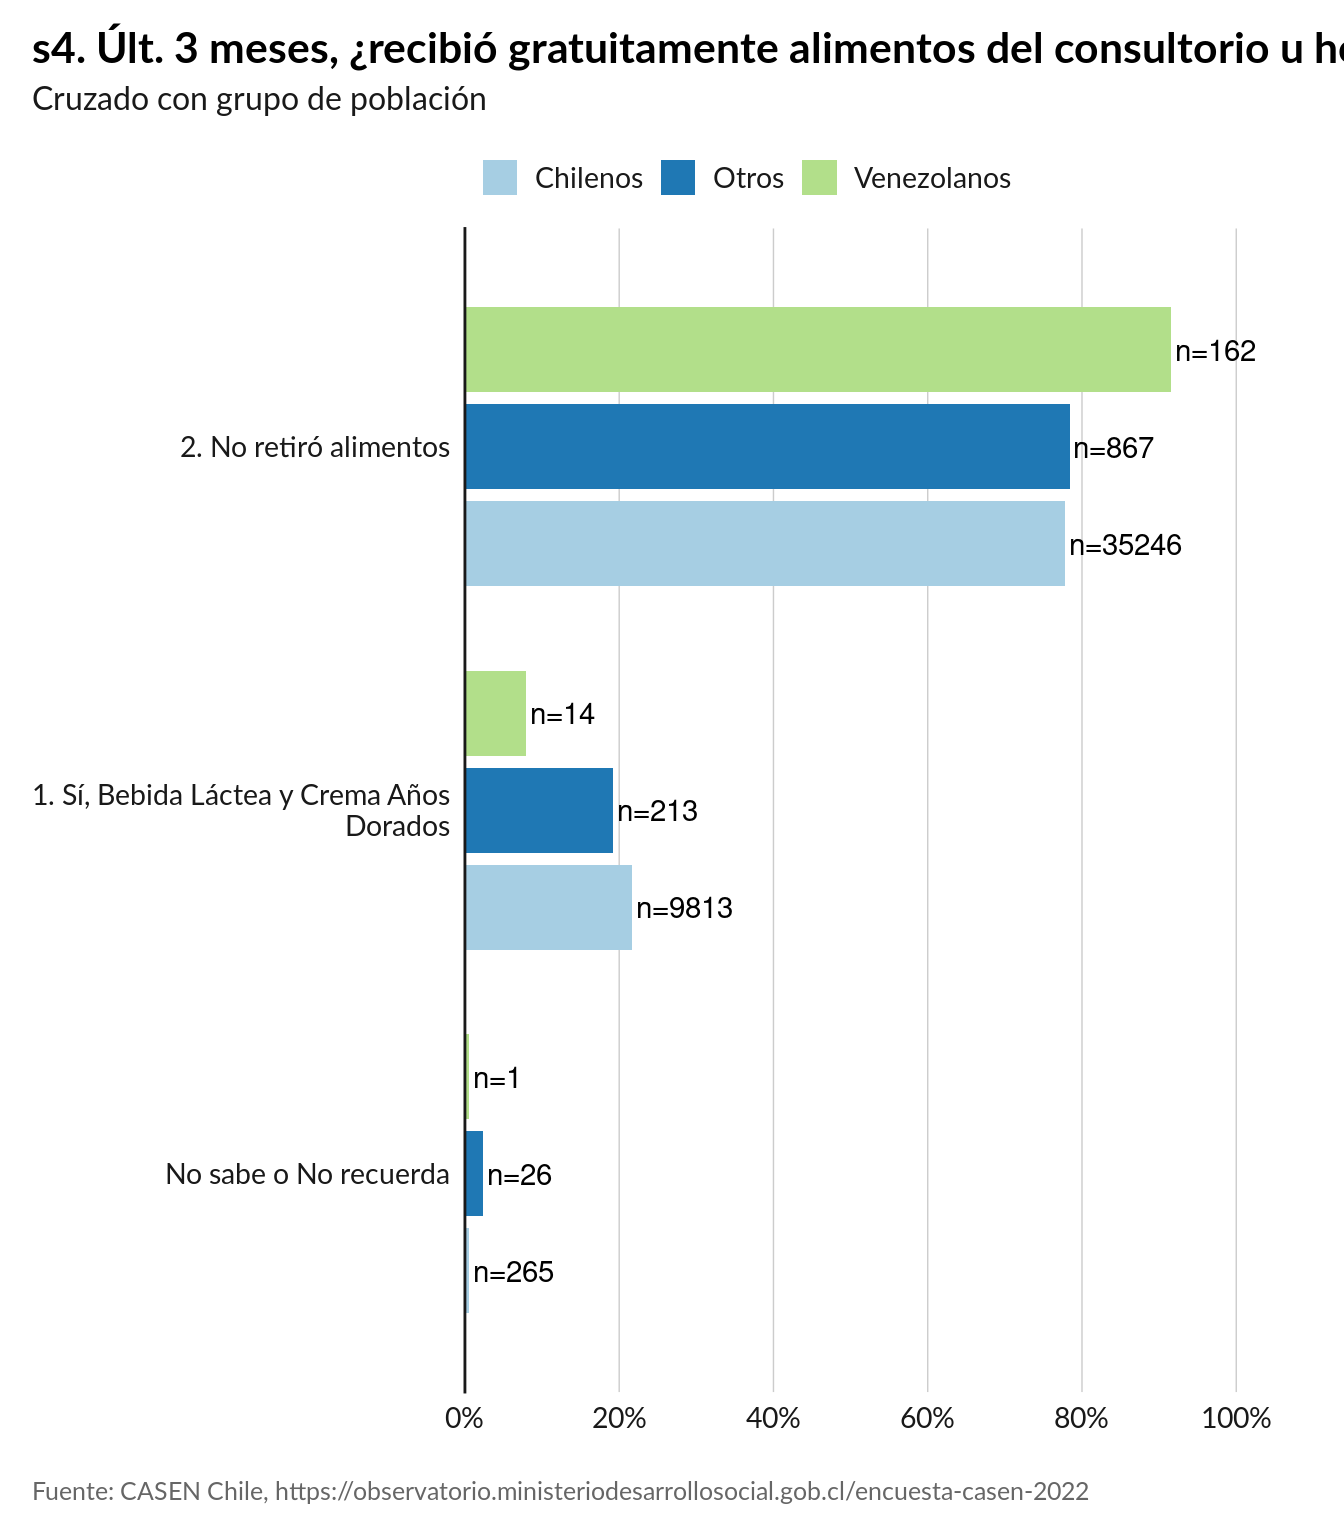 s4. Últ. 3 meses, ¿recibió gratuitamente alimentos del consultorio u
Cruzado con grupo de población
Chilenos Otros Venezolanos
n=162
2. No retiró alimentos
n=867
n=35246
n=14
1. Sí, Bebida Láctea y Crema Años
Dorados
n=213
n=9813
n=1
No sabe o No recuerda
n=26
n=265
0% 20% 40% 60% 80% 100%
Fuente: CASEN Chile, https://observatorio.ministeriodesarrollosocial.gob.cl/encuesta-casen-2022